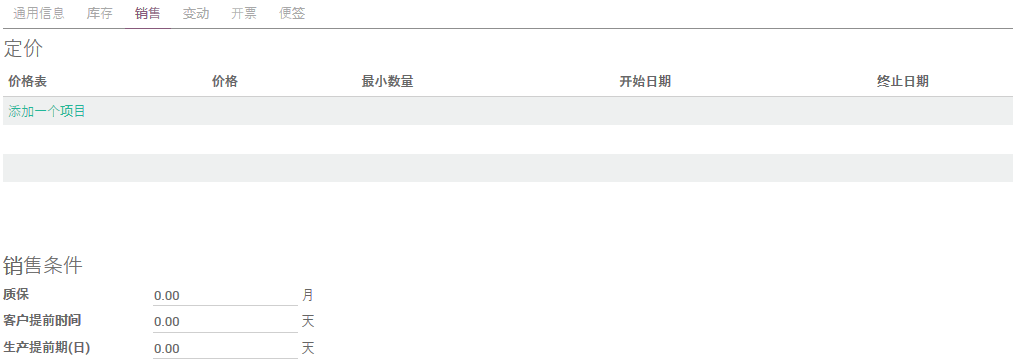 通用信息 库存 销售 变动 开票 便签
定价
价格表 价格 最小数量 开始日期 终止日期
添加一个项目
销售条件
质保 0.00 月
客户提前时间 0.00 天
生产提前期(日) 0.00 天